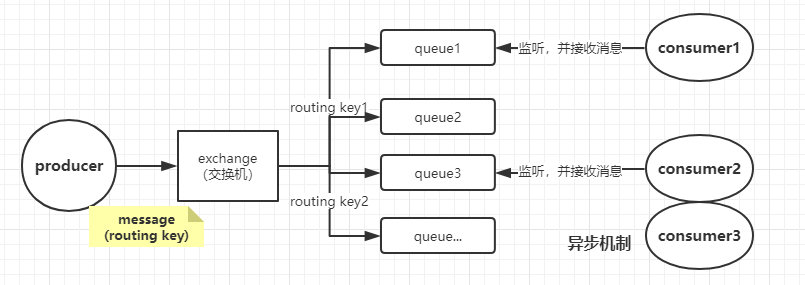 queue1
监听，并接收消息
consumer1
routing key1
queue2
producer
exchange
（交换机）
queue3
监听，并接收消息
consumer2
message
(routing key)
routing key2
queue...
异步机制
consumer3